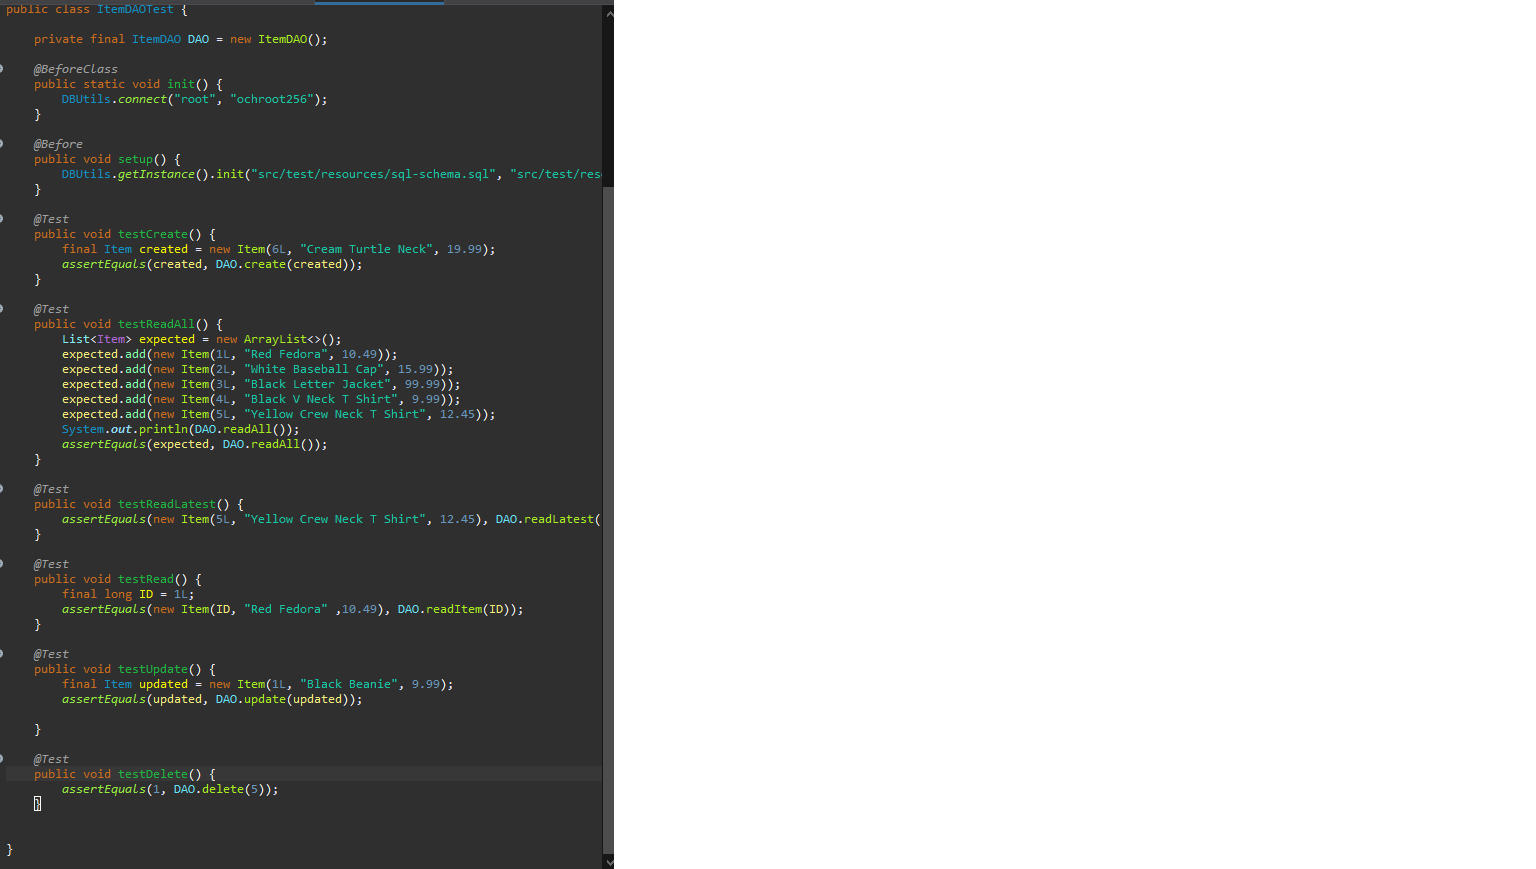 public class ItemDAOTest {
private final ItemDAO DAO = new ItemDAO();
@BeforeClass
public static void init() {
DBUtils.connect("root", "ochroot256");
}
@Before
public void setup() {
DBUtils.getInstance().init("src/test/resources/sql-schema.sql", "src/test/res
}
@Test
public void testCreate() {
final Item created = new Item(6L, "Cream Turtle Neck", 19.99);
assertEquals(created, DAO.create(created));
}
@Test
public void testReadAll() {
List<Item> expected = new ArrayList<>();
expected.add(new Item(1L, "Red Fedora", 10.49));
expected.add(new Item(2L, "White Baseball Cap", 15.99));
expected.add(new Item(3L, "Black Letter Jacket", 99.99));
expected.add(new Item(4L, "Black V Neck T Shirt", 9.99));
expected.add(new Item(5L, "Yellow Crew Neck T Shirt", 12.45));
System.out.println(DAO.readAll());
assertEquals(expected, DAO.readAll());
}
@Test
public void testReadLatest() {
assertEquals(new Item(5L, "Yellow Crew Neck T Shirt", 12.45), DAO.readLatest(
}
@Test
public void testRead() {
final long ID = 1L;
assertEquals(new Item(ID, "Red Fedora" ,10.49), DAO.readItem(ID));
}
@Test
public void testUpdate() {
final Item updated = new Item(1L, "Black Beanie", 9.99);
assertEquals(updated, DAO.update(updated));
}
@Test
public void testDelete() {
assertEquals(1, DAO.delete(5));
}
}